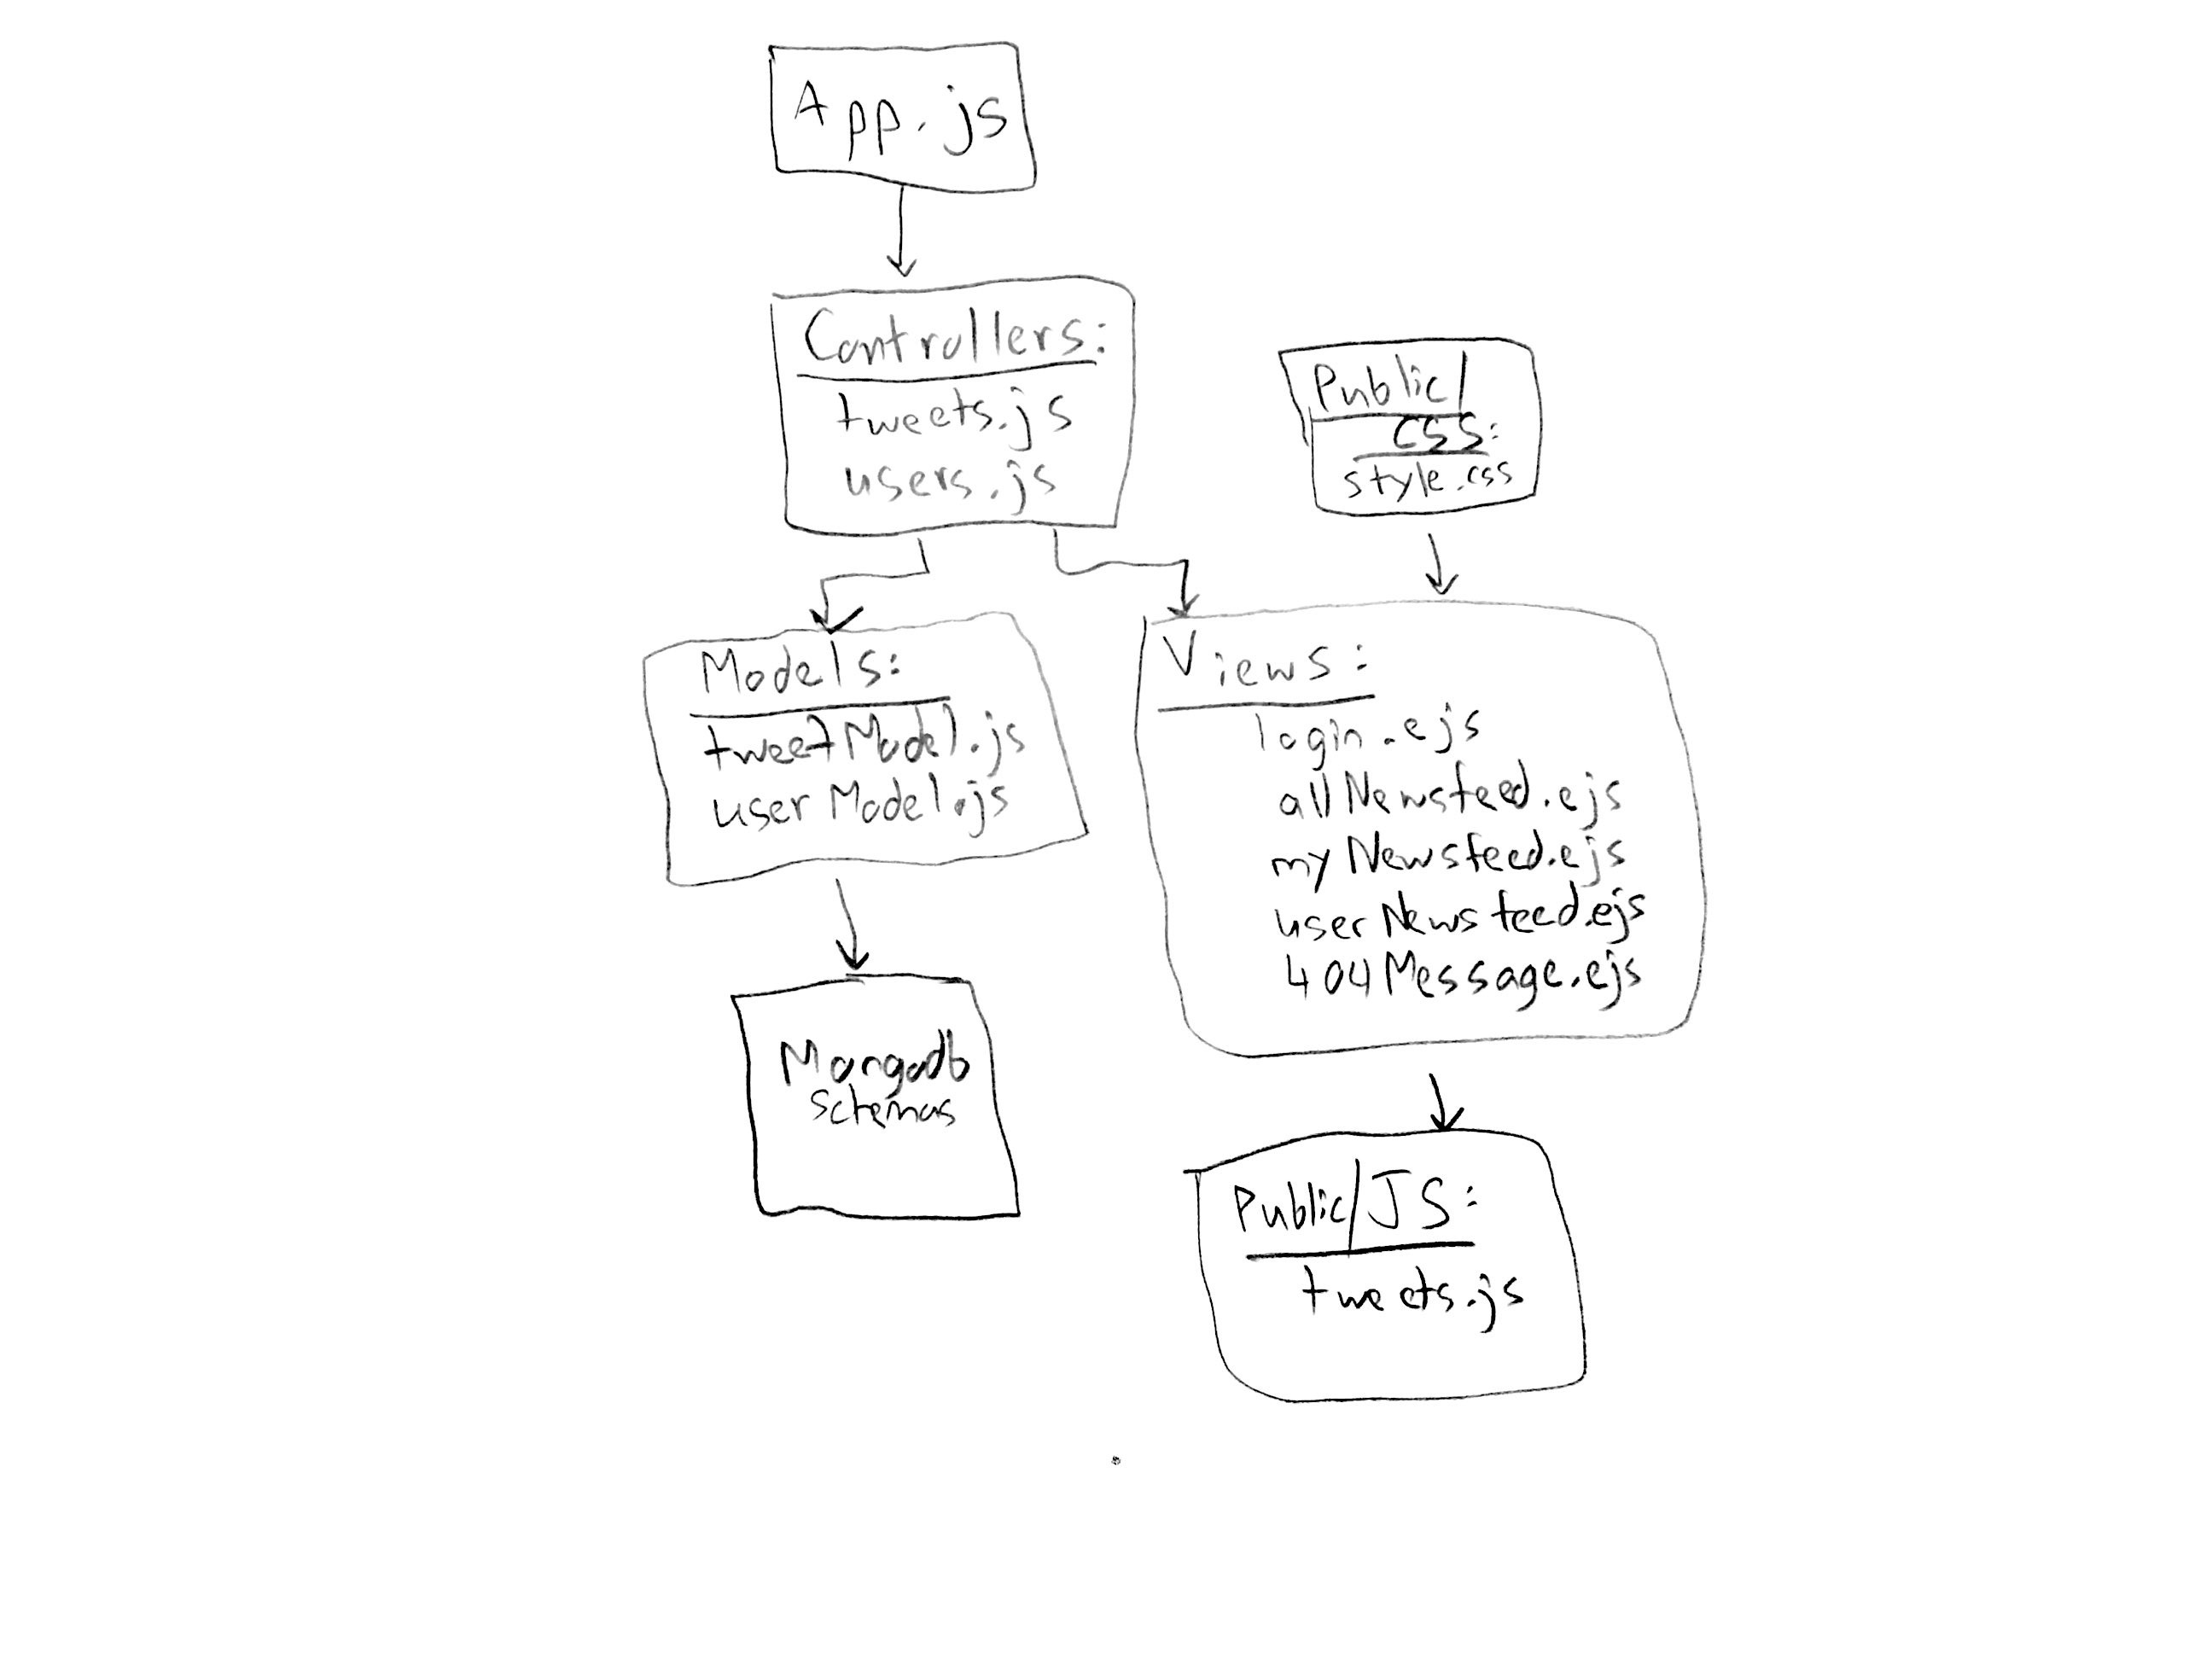 App.js
Controllers:
tweets.js
users.js
Public/
CSS:
style.css
Models:
tweetModel.js
userModel.js
Views:
login.ejs
allNewsfeed.ejs
myNewsfeed.ejs
userNewsfeed.ejs
404Message.ejs
Mongodb
schemas
Public/JS:
tweets.js